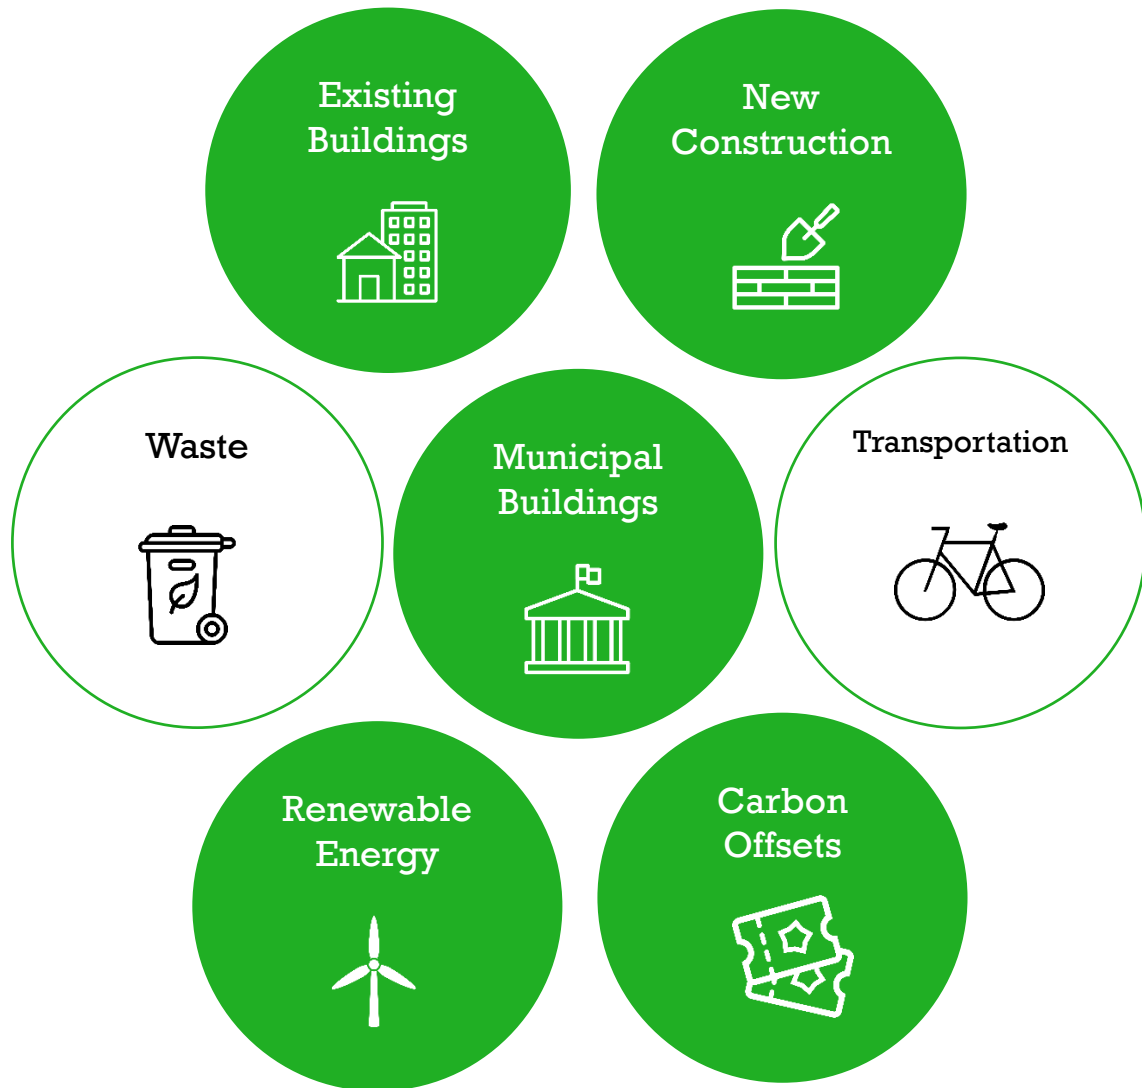 Existing
Buildings
New
Construction
Waste
Municipal
Buildings
Transportation
Renewable
Energy
Carbon
Offsets